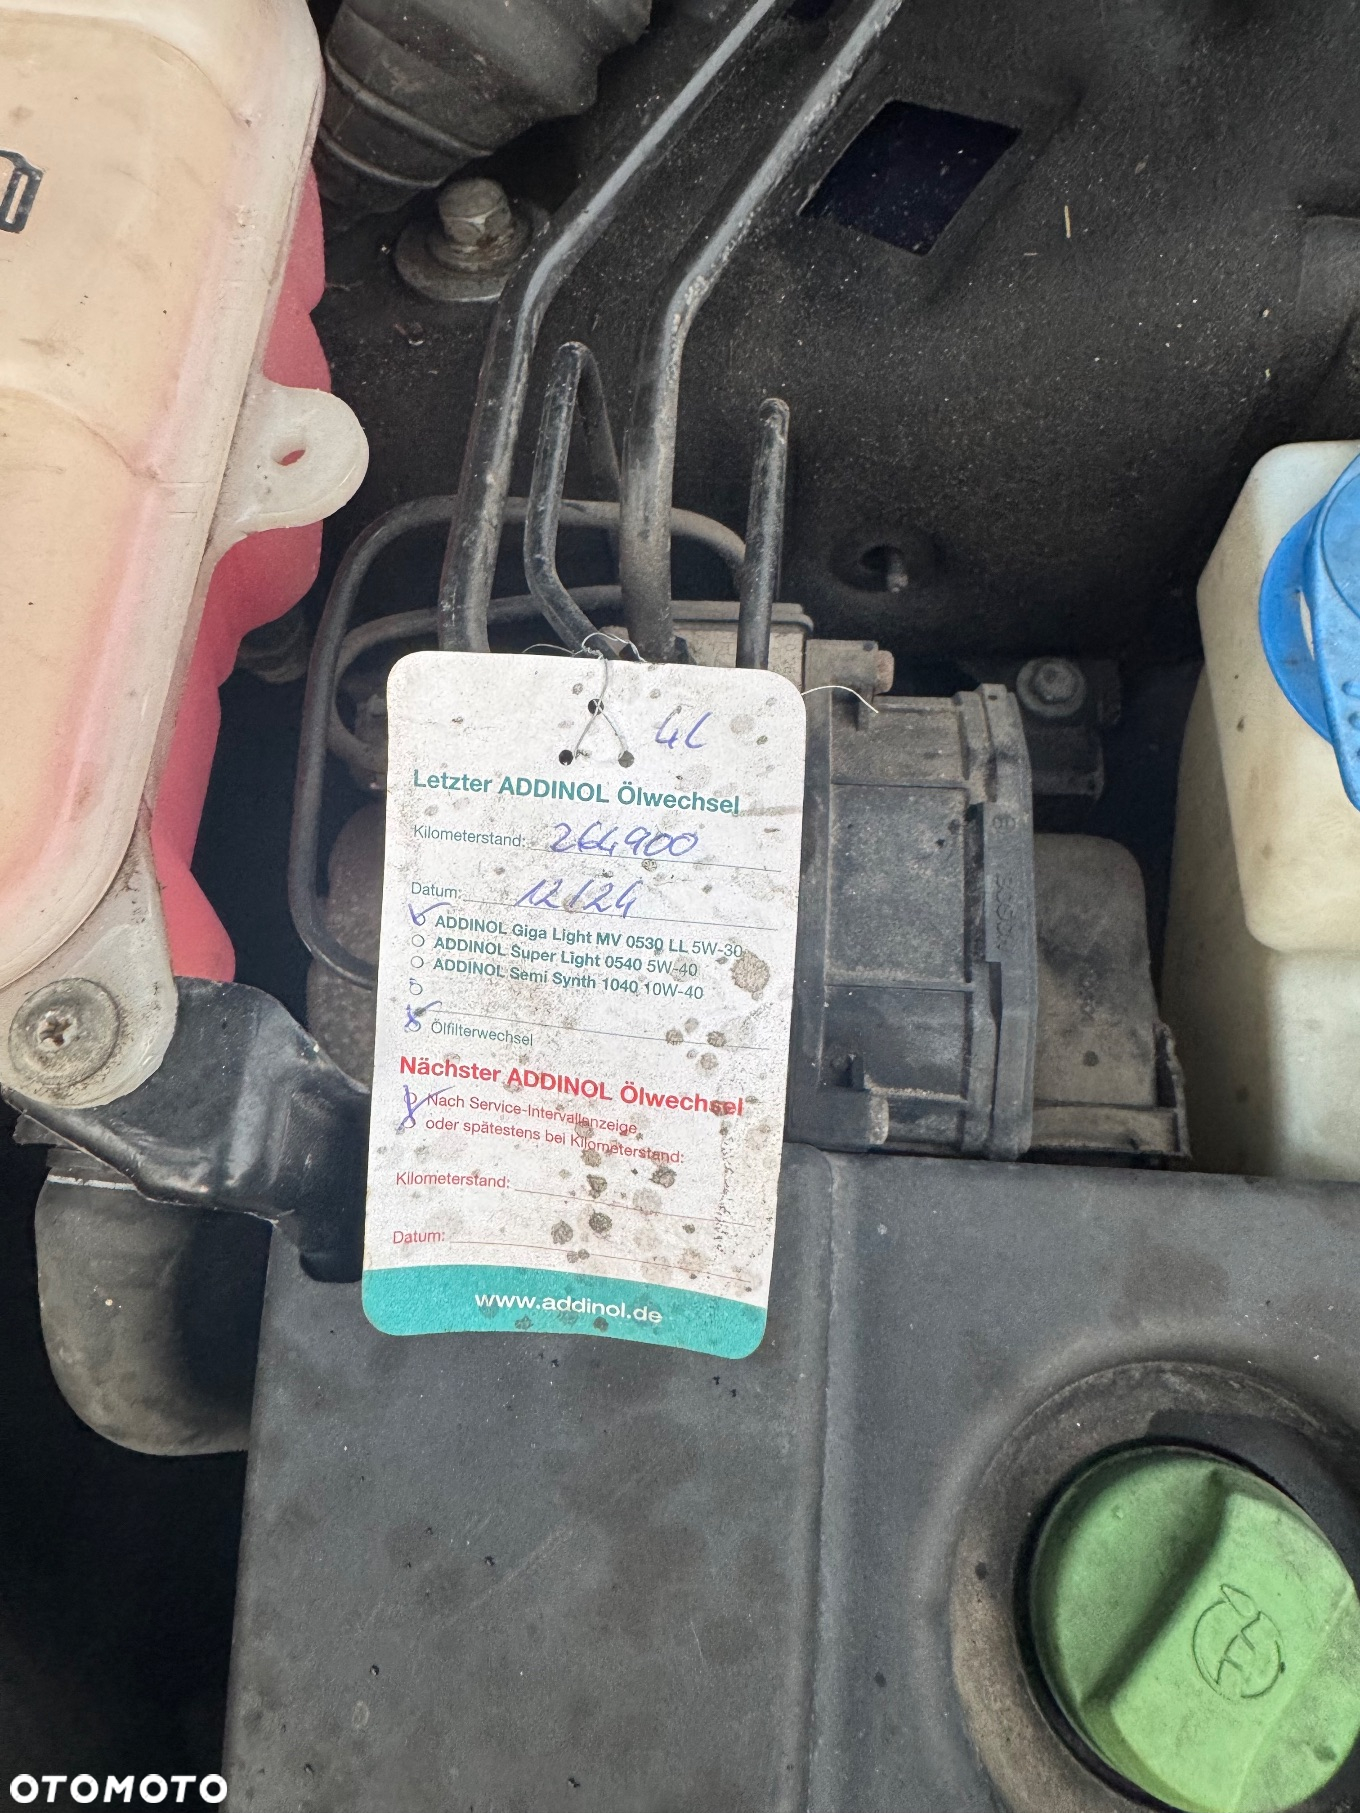 4L
Letzter ADDINOL Ölwechsel
Kilometerstand: 264900
Datum: 12/24
ADDINOL Giga Light MV 0530 LL 5W-30
ADDINOL Super Light 0540 5W-40
ADDINOL Semi Synth 1040 10W-40
Ölfilterwechsel
Nächster ADDINOL Ölwechsel
Nach Service-Intervallanzeige
oder spätestens bei Kilometerstand:
Kilometerstand:
Datum:
www.addinol.de
OTOMOTO